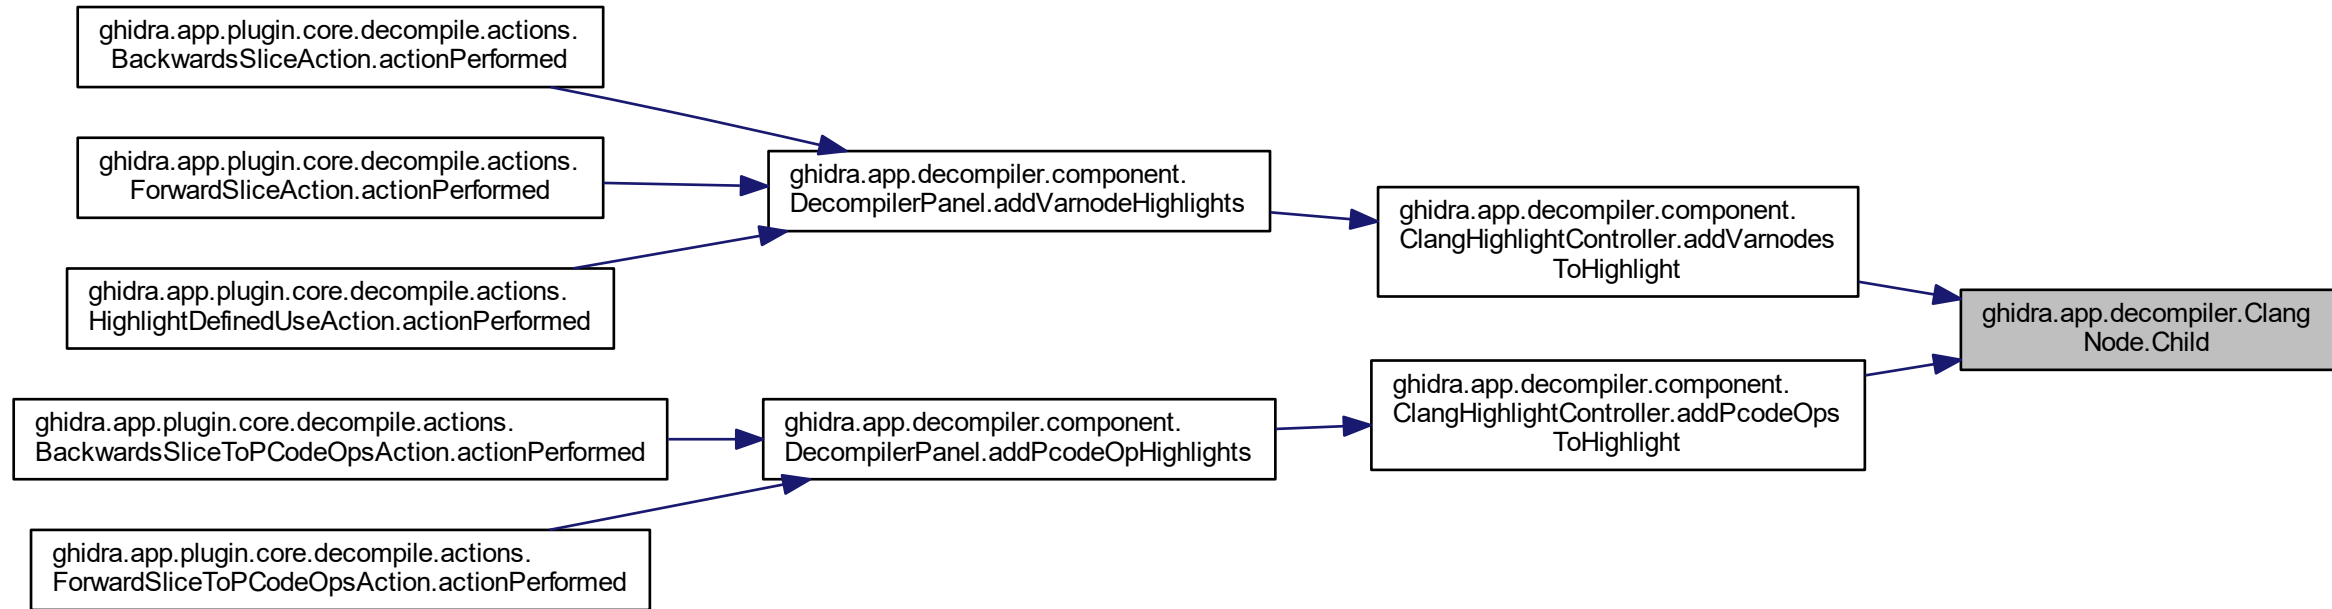 ghidra.app.plugin.core.decompile.actions.
BackwardsSliceAction.actionPerformed
ghidra.app.plugin.core.decompile.actions.
ForwardSliceAction.actionPerformed
ghidra.app.plugin.core.decompile.actions.
HighlightDefinedUseAction.actionPerformed
ghidra.app.plugin.core.decompile.actions.
BackwardsSliceToPCodeOpsAction.actionPerformed
ghidra.app.plugin.core.decompile.actions.
ForwardSliceToPCodeOpsAction.actionPerformed
ghidra.app.decompiler.component.
DecompilerPanel.addVarnodeHighlights
ghidra.app.decompiler.component.
DecompilerPanel.addPcodeOpHighlights
ghidra.app.decompiler.component.
ClangHighlightController.addVarnodes
ToHighlight
ghidra.app.decompiler.component.
ClangHighlightController.addPcodeOps
ToHighlight
ghidra.app.decompiler.Clang
Node.Child